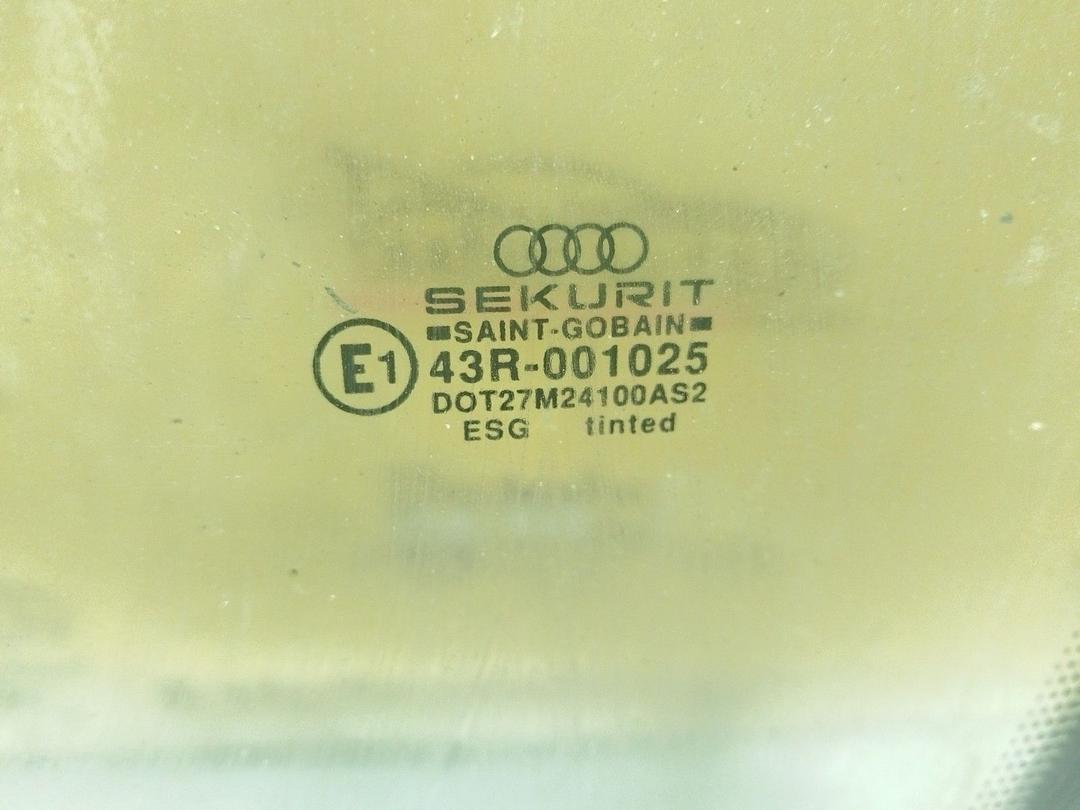 SEKURIT
SAINT-GOBAIN
E1 43R-001025
DOT27M24100AS2
ESG tinted